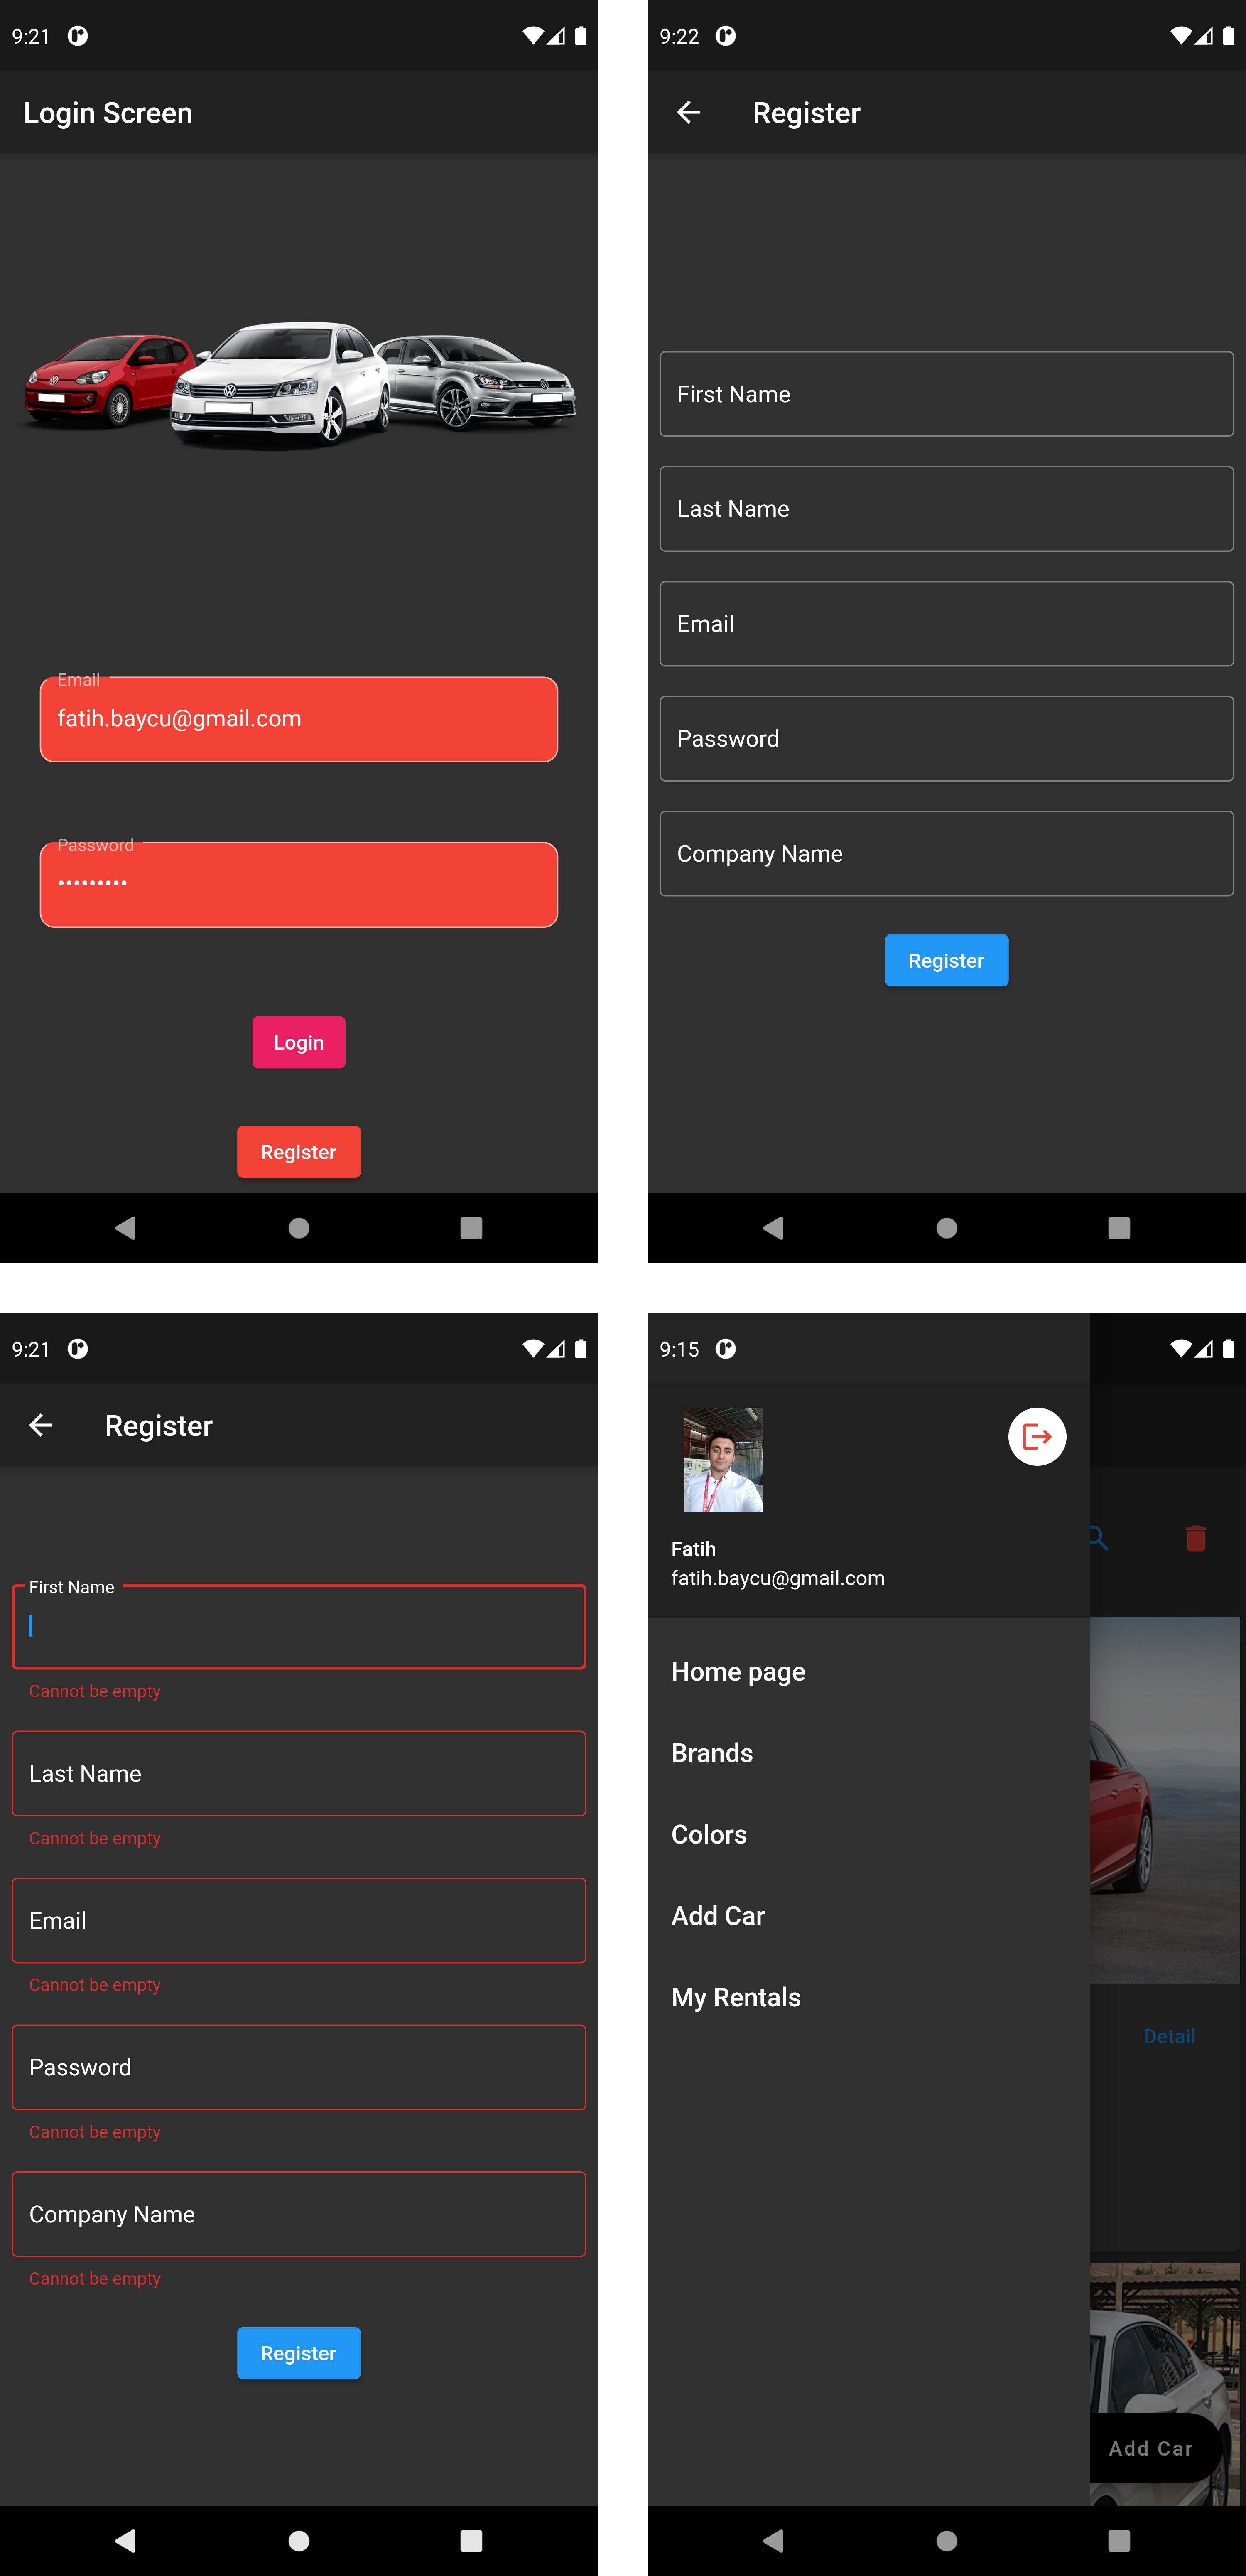 9:21
Login Screen
Email
fatih.baycu@gmail.com
Password
•••••••••
Login
Register
9:22
Register
First Name
Last Name
Email
Password
Company Name
Register
9:21
Register
First Name
Cannot be empty
Last Name
Cannot be empty
Email
Cannot be empty
Password
Cannot be empty
Company Name
Cannot be empty
Register
9:15
Fatih
fatih.baycu@gmail.com
Home page
Brands
Colors
Add Car
My Rentals
Detail
Add Car